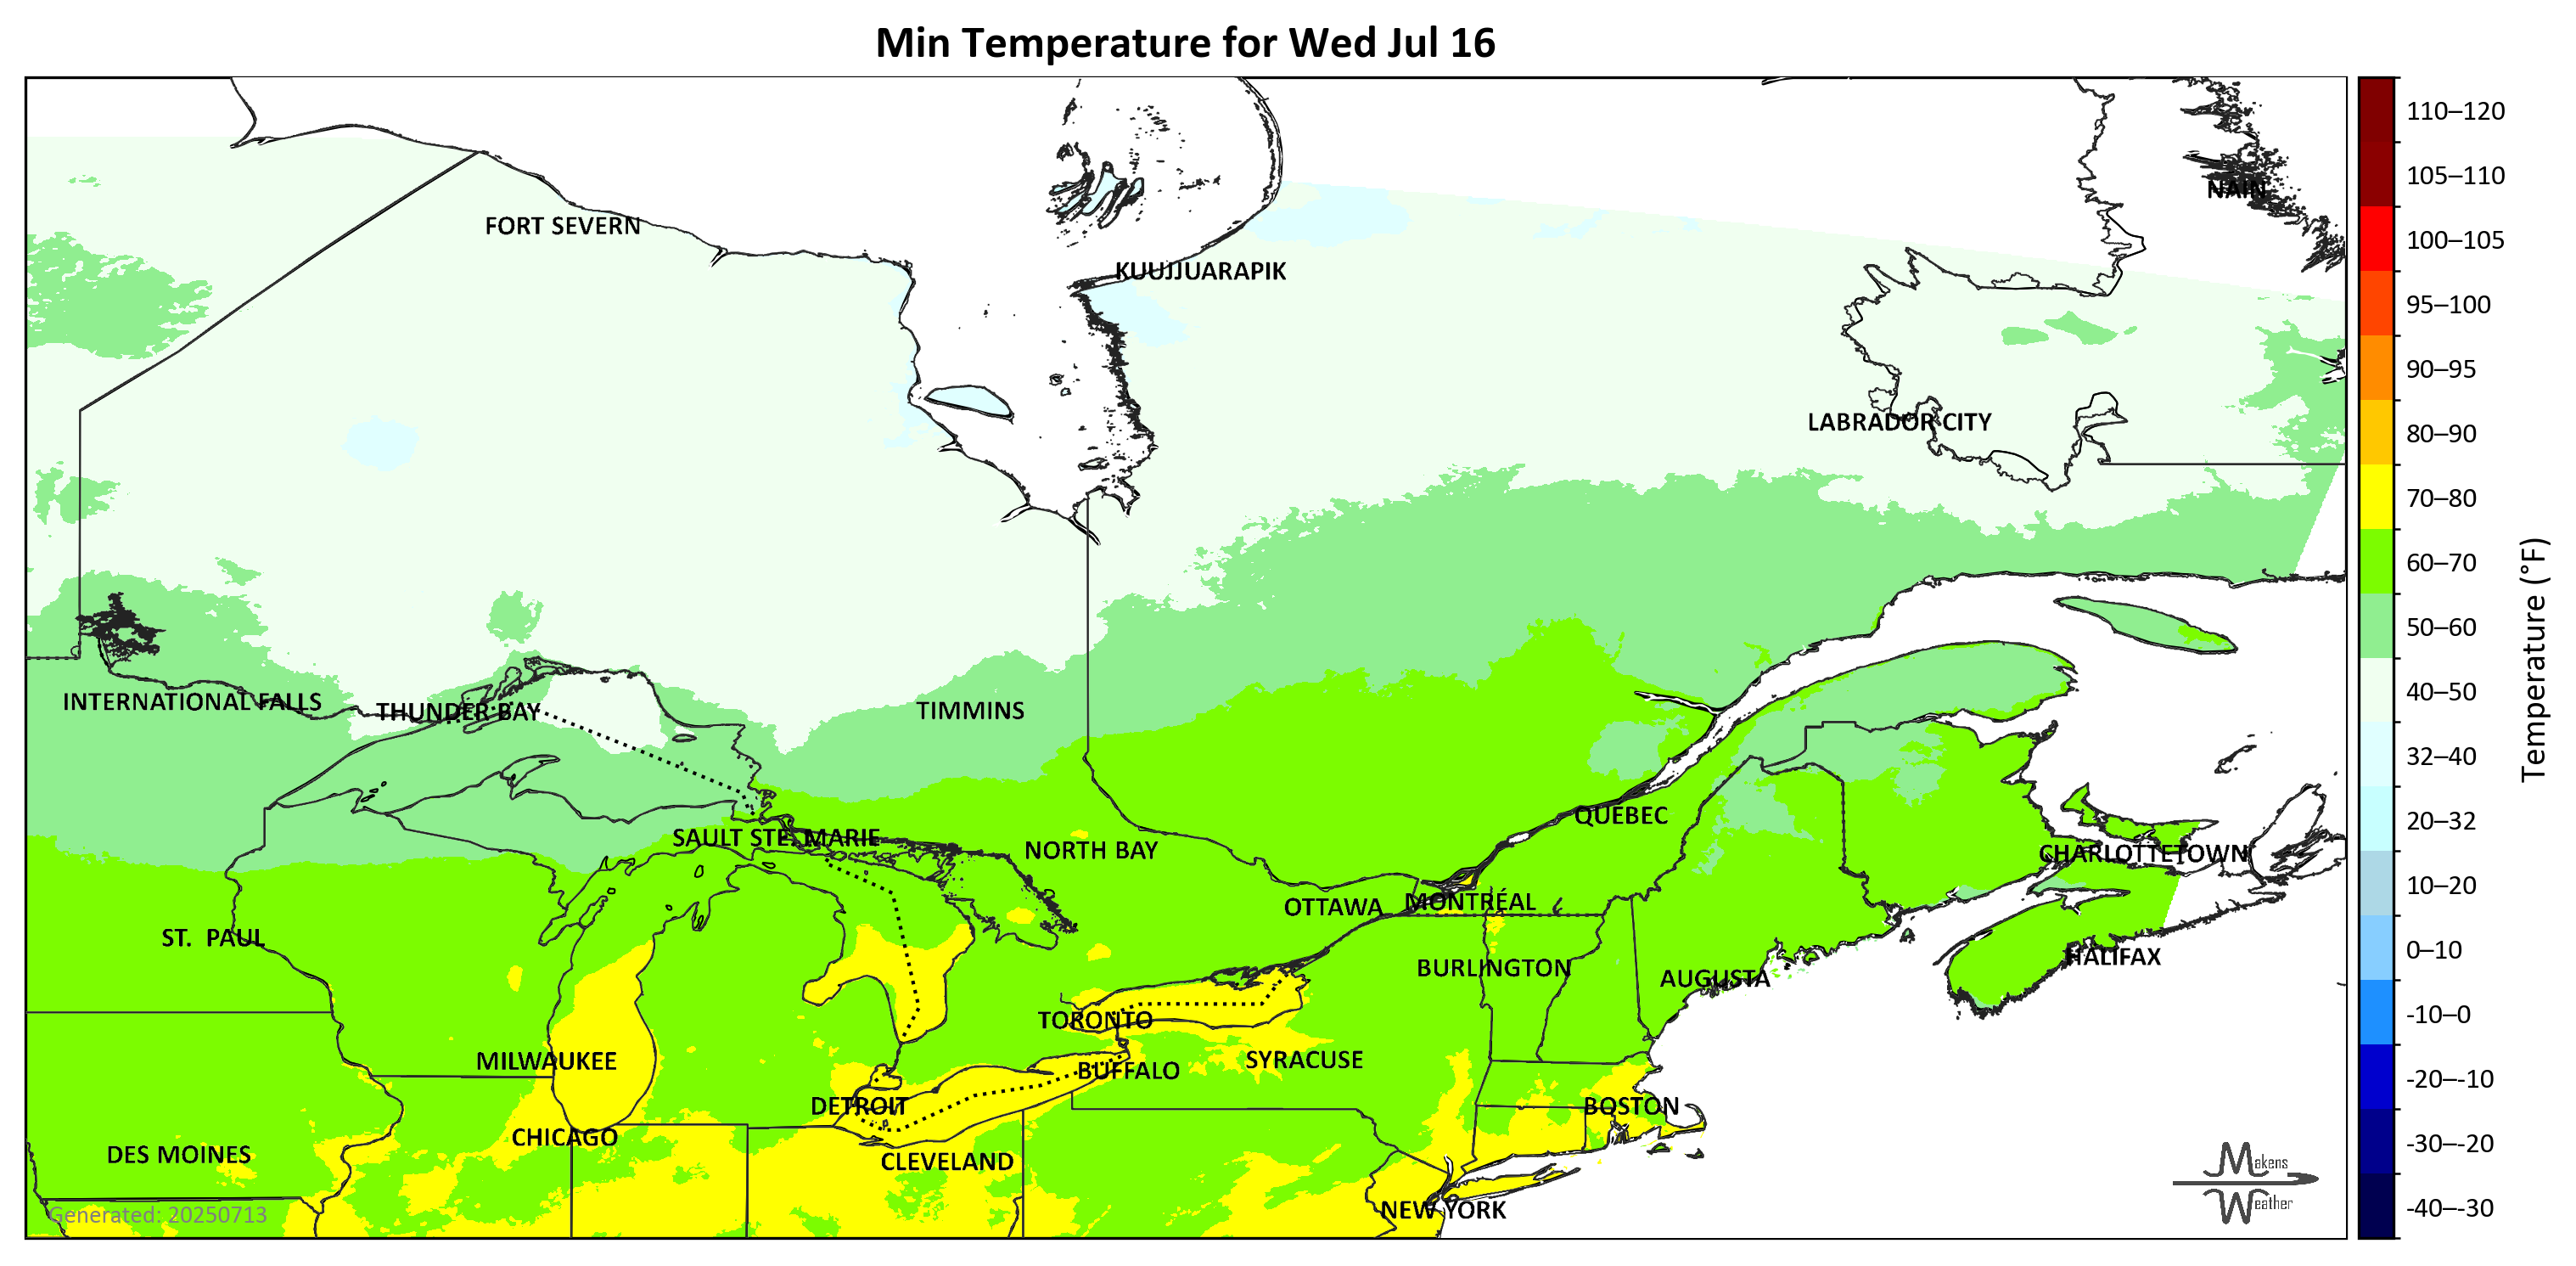 Min Temperature for Wed Jul 16
110–120
105–110
NAIN
FORT SEVERN
100–105
KUUJJUARAPIK
95–100
90–95
LABRADOR CITY
80–90
70–80
60–70
50–60
Temperature (°F)
40–50
INTERNATIONAL FALLS
THUNDER BAY
TIMMINS
32–40
QUEBEC
20–32
SAULT STE. MARIE
NORTH BAY
CHARLOTTETOWN
10–20
OTTAWA
MONTRÉAL
ST. PAUL
0–10
HALIFAX
BURLINGTON
AUGUSTA
-10–0
TORONTO
MILWAUKEE
SYRACUSE
BUFFALO
-20–-10
DETROIT
BOSTON
CHICAGO
-30–-20
DES MOINES
CLEVELAND
Makens
Weather
-40–-30
NEW YORK
Generated: 20250713